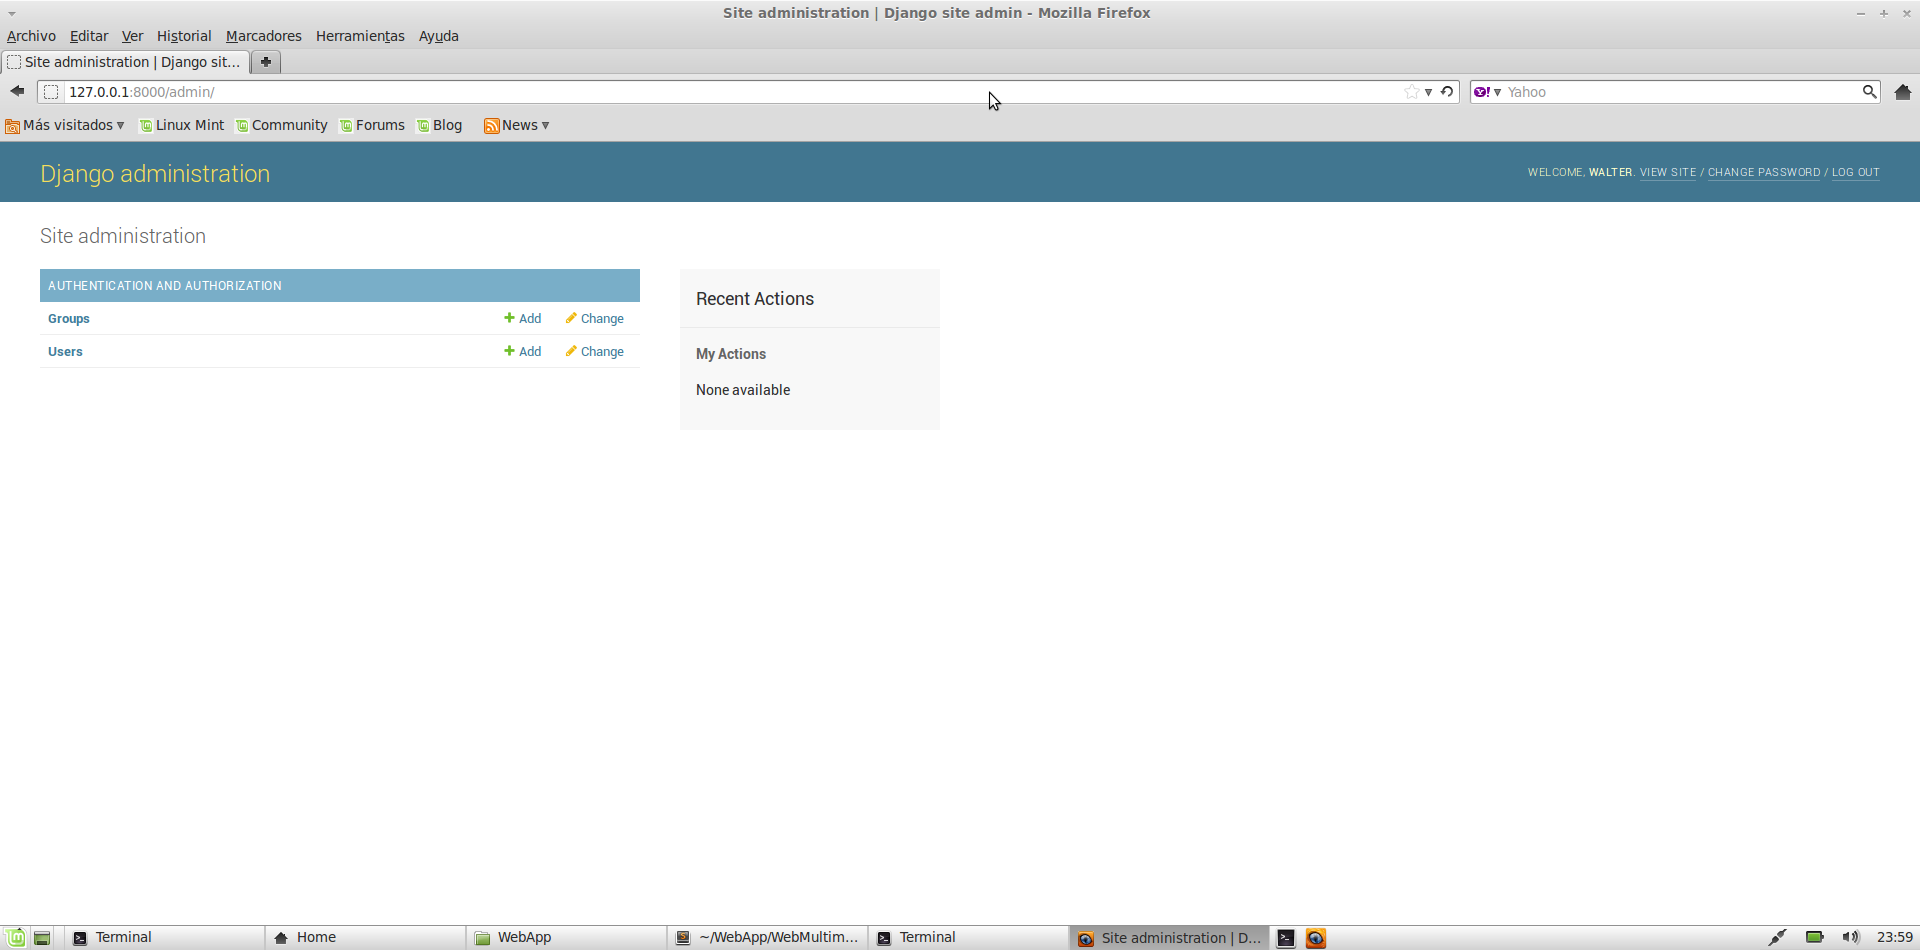 Site administration | Django site admin - Mozilla Firefox
Archivo Editar Ver Historial Marcadores Herramientas Ayuda
Site administration | Django sit...
127.0.0.1:8000/admin/ Yahoo
Más visitados Linux Mint Community Forums Blog News
Django administration WELCOME, WALTER. VIEW SITE / CHANGE PASSWORD / LOG OUT
Site administration
AUTHENTICATION AND AUTHORIZATION
Groups Add Change
Users Add Change
Recent Actions
My Actions
None available
Terminal Home WebApp ~/WebApp/WebMultim... Terminal Site administration | D... 23:59